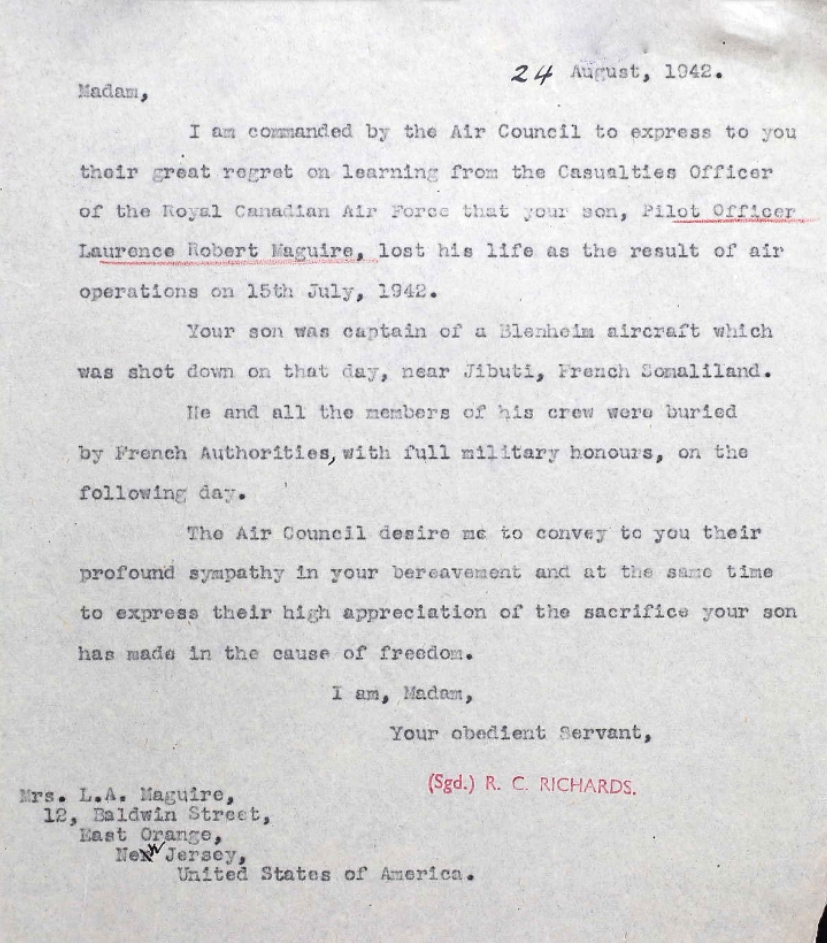 24 August, 1942.
Madam,
I am commanded by the Air Council to express to you
their great regret on learning from the Casualties Officer
of the Royal Canadian Air Force that your son, Pilot Officer
Laurence Robert Maguire, lost his life as the result of air
operations on 15th July, 1942.
Your son was captain of a Blenheim aircraft which
was shot down on that day, near Jibuti, French Somaliland.
He and all the members of his crew were buried
by French Authorities, with full military honours, on the
following day.
The Air Council desire me to convey to you their
profound sympathy in your bereavement and at the same time
to express their high appreciation of the sacrifice your son
has made in the cause of freedom.
I am, Madam,
Your obedient Servant,
(Sgd.) R. C. RICHARDS.
Mrs. L.A. Maguire,
12, Baldwin Street,
East Orange,
New Jersey,
United States of America.